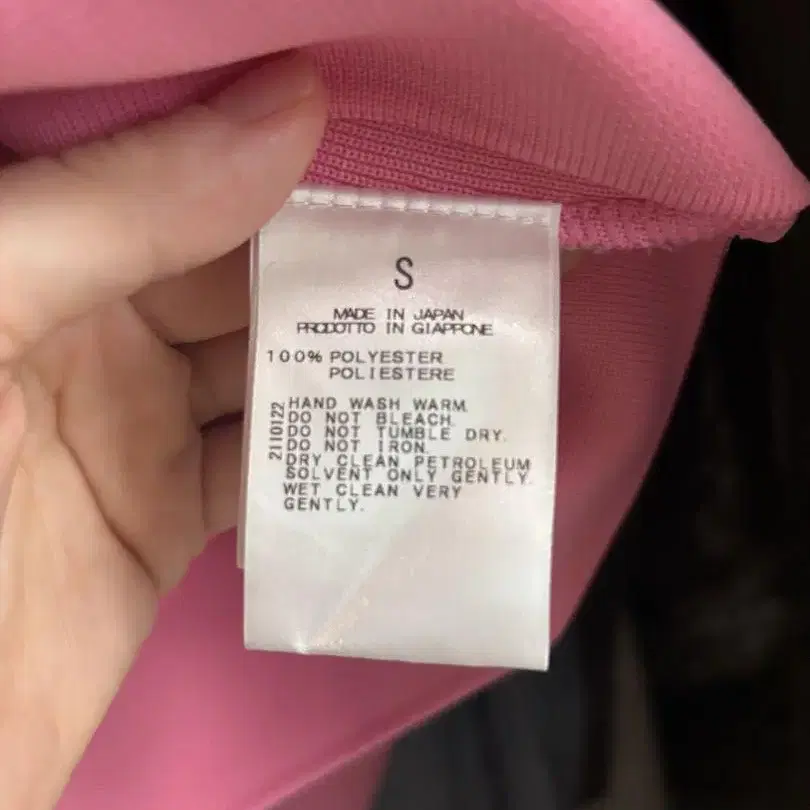 S
MADE IN JAPAN
PRODOTTO IN GIAPPONE
100% POLYESTER
POLIESTERE
2110122
HAND WASH WARM.
DO NOT BLEACH.
DO NOT TUMBLE DRY.
DO NOT IRON.
DRY CLEAN PETROLEUM
SOLVENT ONLY GENTLY.
WET CLEAN VERY
GENTLY.